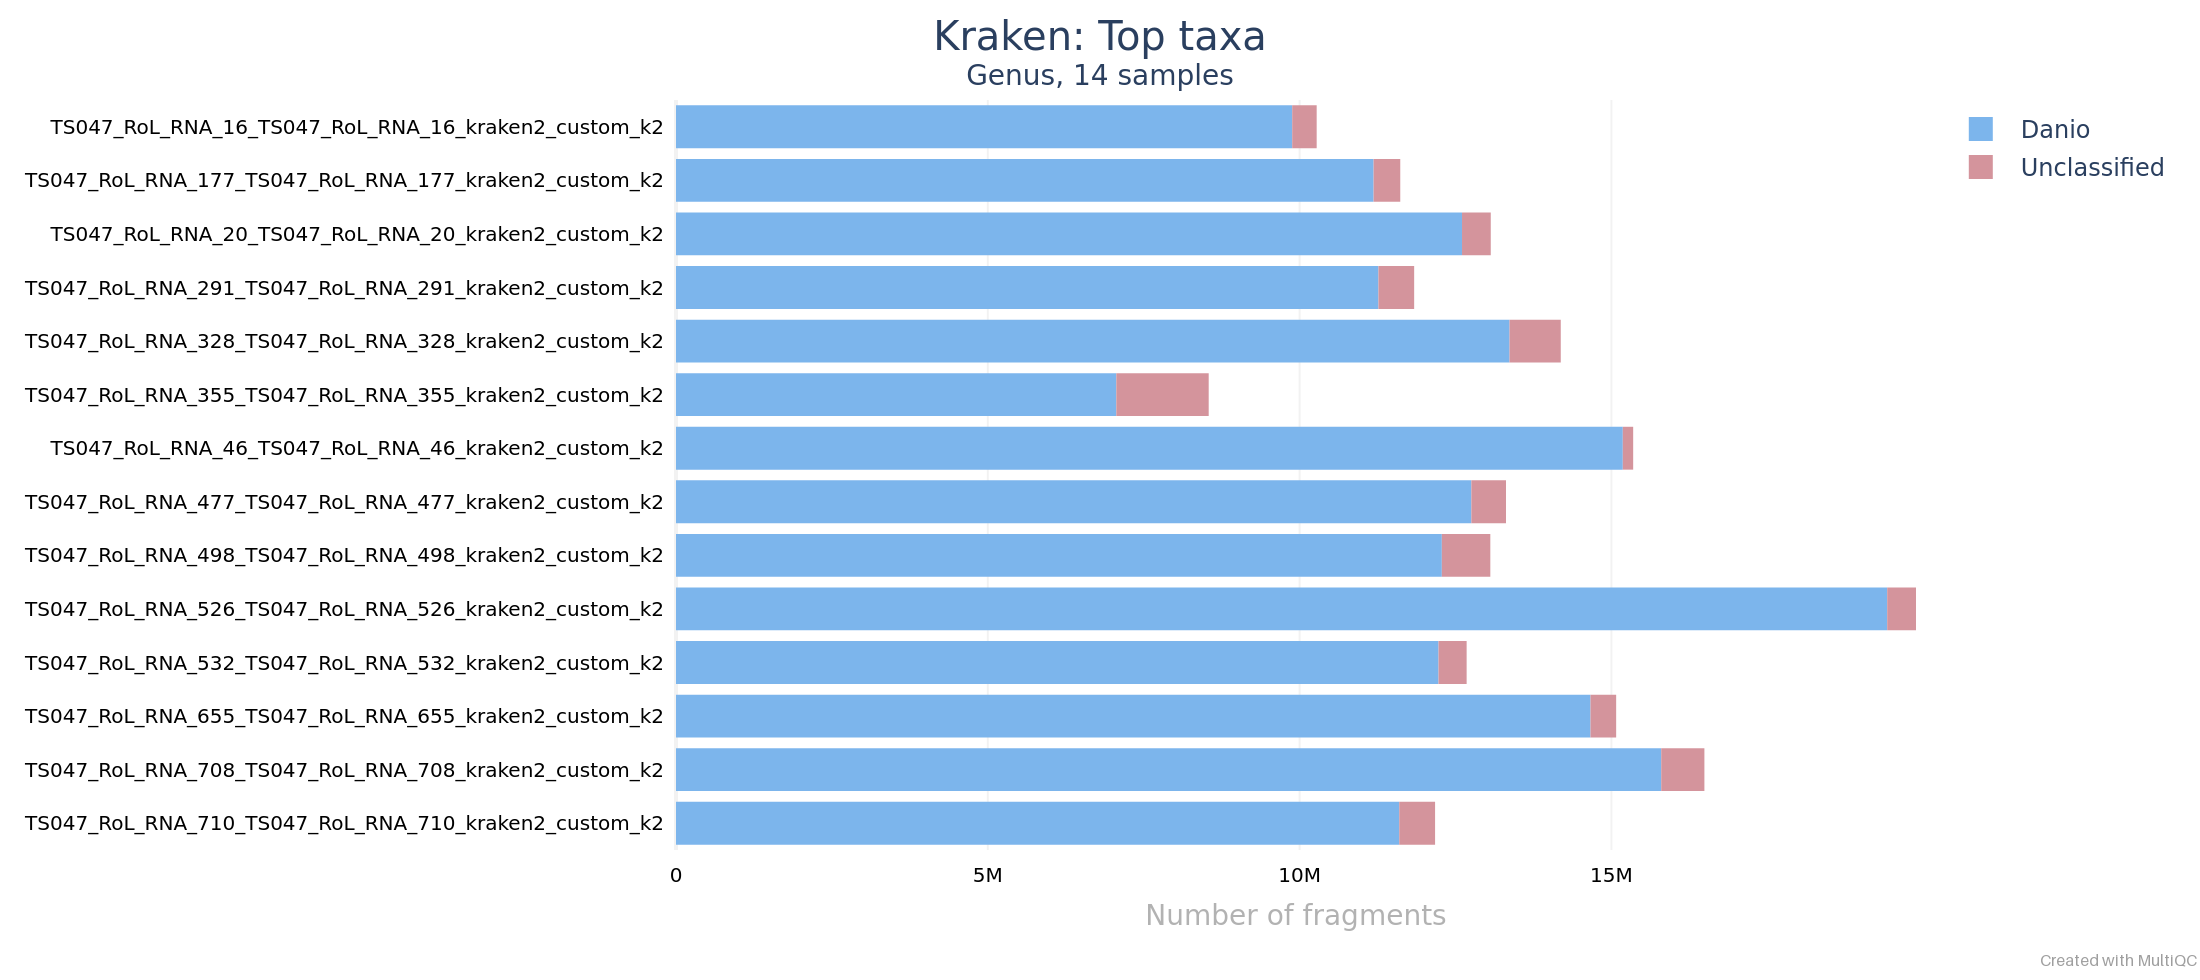 Kraken: Top taxa
Genus, 14 samples
TS047_RoL_RNA_16_TS047_RoL_RNA_16_kraken2_custom_k2
TS047_RoL_RNA_177_TS047_RoL_RNA_177_kraken2_custom_k2
TS047_RoL_RNA_20_TS047_RoL_RNA_20_kraken2_custom_k2
TS047_RoL_RNA_291_TS047_RoL_RNA_291_kraken2_custom_k2
TS047_RoL_RNA_328_TS047_RoL_RNA_328_kraken2_custom_k2
TS047_RoL_RNA_355_TS047_RoL_RNA_355_kraken2_custom_k2
TS047_RoL_RNA_46_TS047_RoL_RNA_46_kraken2_custom_k2
TS047_RoL_RNA_477_TS047_RoL_RNA_477_kraken2_custom_k2
TS047_RoL_RNA_498_TS047_RoL_RNA_498_kraken2_custom_k2
TS047_RoL_RNA_526_TS047_RoL_RNA_526_kraken2_custom_k2
TS047_RoL_RNA_532_TS047_RoL_RNA_532_kraken2_custom_k2
TS047_RoL_RNA_655_TS047_RoL_RNA_655_kraken2_custom_k2
TS047_RoL_RNA_708_TS047_RoL_RNA_708_kraken2_custom_k2
TS047_RoL_RNA_710_TS047_RoL_RNA_710_kraken2_custom_k2
0 5M 10M 15M
Number of fragments
Danio
Unclassified
Created with MultiQC